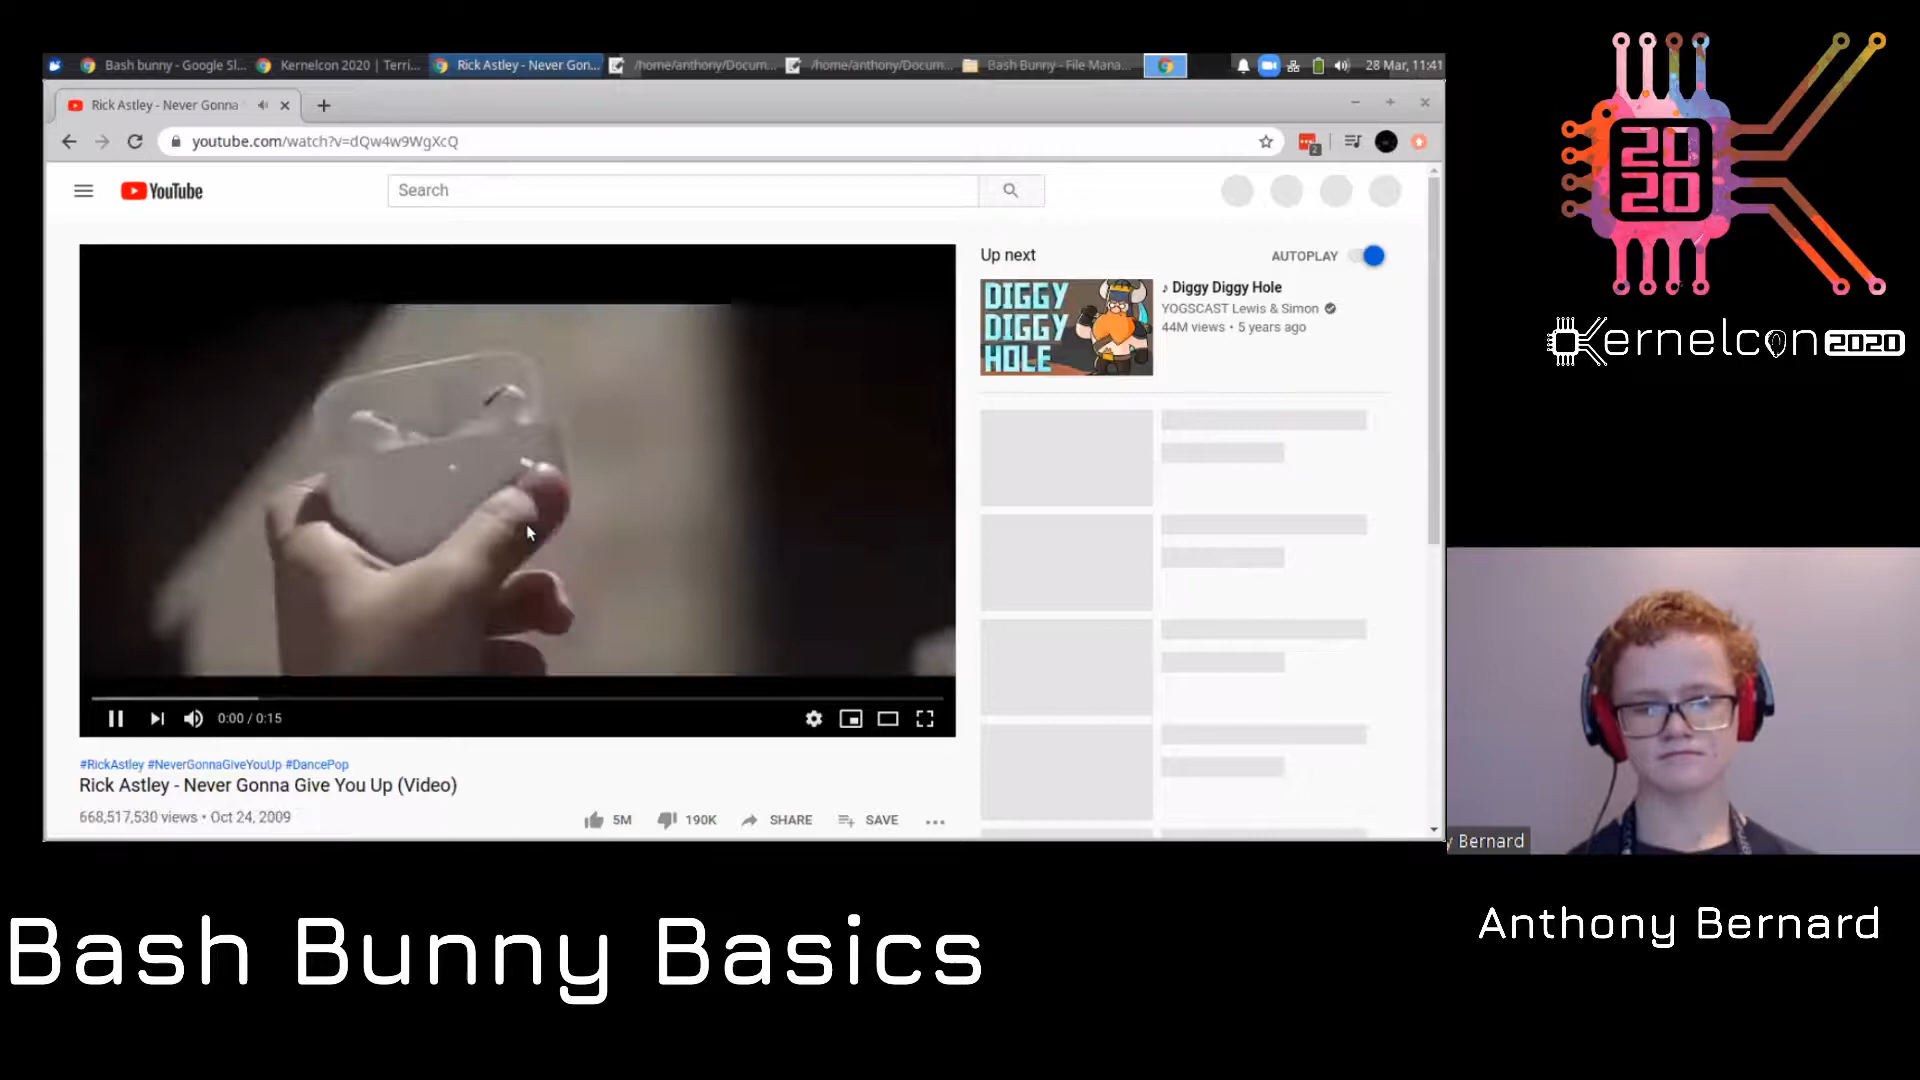 Bash bunny - Google Sl...
Kernelcon 2020 | Terri...
Rick Astley - Never Gon...
/home/anthony/Docum...
/home/anthony/Docum...
Bash Bunny - File Mana...
28 Mar, 11:41
Rick Astley - Never Gonna
youtube.com/watch?v=dQw4w9WgXcQ
2
YouTube
Search
Up next
AUTOPLAY
DIGGY
DIGGY
HOLE
♪ Diggy Diggy Hole
YOGSCAST Lewis & Simon
44M views • 5 years ago
0:00 / 0:15
#RickAstley #NeverGonnaGiveYouUp #DancePop
Rick Astley - Never Gonna Give You Up (Video)
668,517,530 views • Oct 24, 2009
5M
190K
SHARE
SAVE
20
20
Kernelcon 2020
y Bernard
Anthony Bernard
Bash Bunny Basics